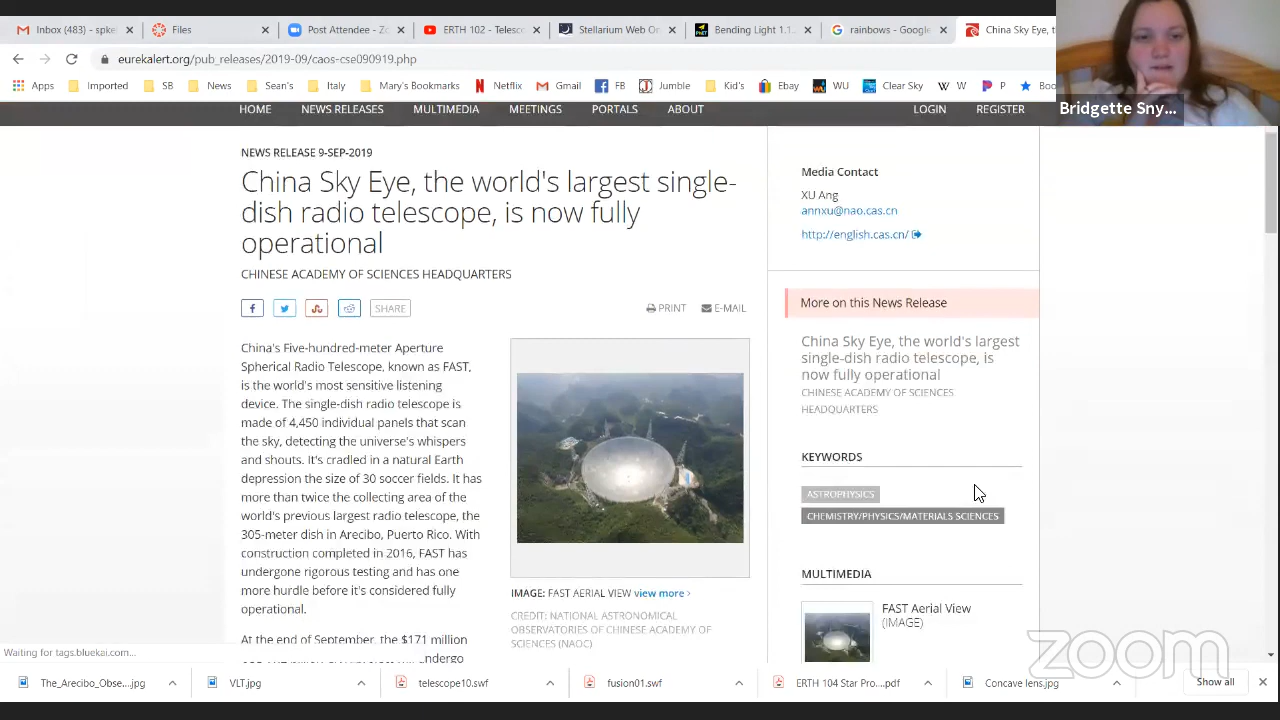 Inbox (483) - spke
Files
Post Attendee - Zo
ERTH 102 - Telesco
Stellarium Web On
Bending Light 1.1.
rainbows - Google
China Sky Eye, th
eurekalert.org/pub_releases/2019-09/caos-cse090919.php
Apps
Imported
SB
News
Sean's
Italy
Mary's Bookmarks
Netflix
Gmail
FB
Jumble
Kid's
Ebay
WU
Clear Sky
W
P
Boo
Bridgette Sny...
HOME
NEWS RELEASES
MULTIMEDIA
MEETINGS
PORTALS
ABOUT
LOGIN
REGISTER
NEWS RELEASE 9-SEP-2019
China Sky Eye, the world's largest single-
dish radio telescope, is now fully
operational
CHINESE ACADEMY OF SCIENCES HEADQUARTERS
SHARE
PRINT
E-MAIL
China's Five-hundred-meter Aperture
Spherical Radio Telescope, known as FAST,
is the world's most sensitive listening
device. The single-dish radio telescope is
made of 4,450 individual panels that scan
the sky, detecting the universe's whispers
and shouts. It's cradled in a natural Earth
depression the size of 30 soccer fields. It has
more than twice the collecting area of the
world's previous largest radio telescope, the
305-meter dish in Arecibo, Puerto Rico. With
construction completed in 2016, FAST has
undergone rigorous testing and has one
more hurdle before it's considered fully
operational.
At the end of September, the $171 million
undergo
IMAGE: FAST AERIAL VIEW view more ›
CREDIT: NATIONAL ASTRONOMICAL
OBSERVATORIES OF CHINESE ACADEMY OF
SCIENCES (NAOC)
Media Contact
XU Ang
annxu@nao.cas.cn
http://english.cas.cn/
More on this News Release
China Sky Eye, the world's largest
single-dish radio telescope, is
now fully operational
CHINESE ACADEMY OF SCIENCES
HEADQUARTERS
KEYWORDS
ASTROPHYSICS
CHEMISTRY/PHYSICS/MATERIALS SCIENCES
MULTIMEDIA
FAST Aerial View
(IMAGE)
zoom
Waiting for tags.bluekai.com...
The_Arecibo_Obse....jpg
VLT.jpg
telescope10.swf
fusion01.swf
ERTH 104 Star Pro....pdf
Concave lens.jpg
Show all